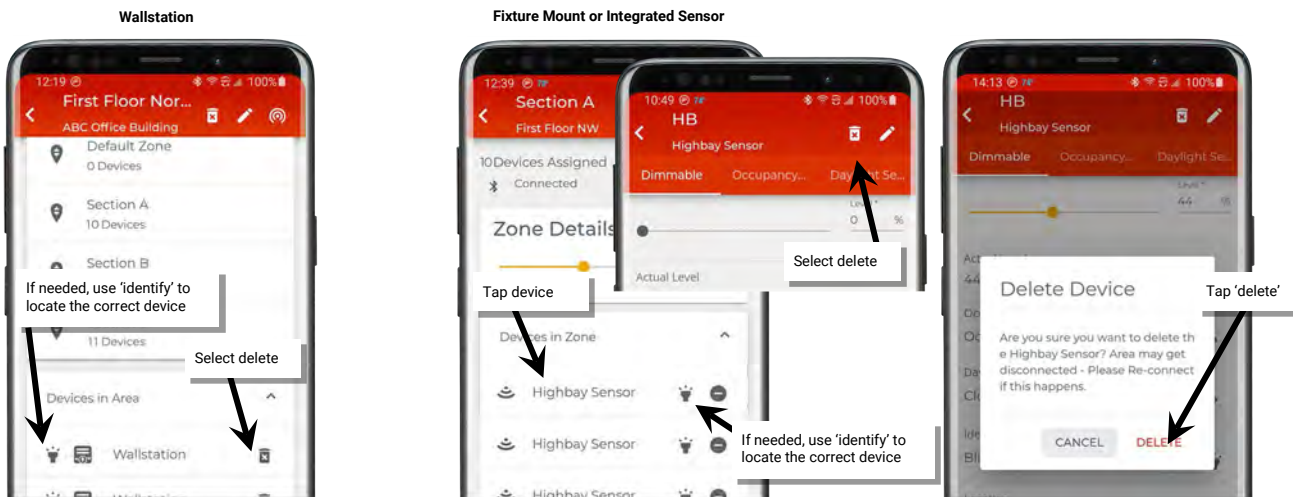 Wallstation
12:19 100%
First Floor Nor...
ABC Office Building
Default Zone
0 Devices
Section A
10 Devices
Section B
If needed, use ‘identify’ to
locate the correct device
11 Devices
Select delete
Devices in Area
Wallstation
Wallstation
Fixture Mount or Integrated Sensor
12:39
Section A
First Floor NW
10Devices Assigned
Connected
Zone Details
Tap device
Devices in Zone
Highbay Sensor
Highbay Sensor
Highbay Sensor
If needed, use ‘identify’ to
locate the correct device
10:49 100%
HB
Highbay Sensor
Dimmable Occupancy... Daylight Se...
Level *
0 %
Select delete
Actual Level
14:13 100%
HB
Highbay Sensor
Dimmable Occupancy... Daylight Se...
Level *
44 %
44
Delete Device
Are you sure you want to delete th
e Highbay Sensor? Area may get
disconnected - Please Re-connect
if this happens.
CANCEL DELETE
Tap ‘delete’